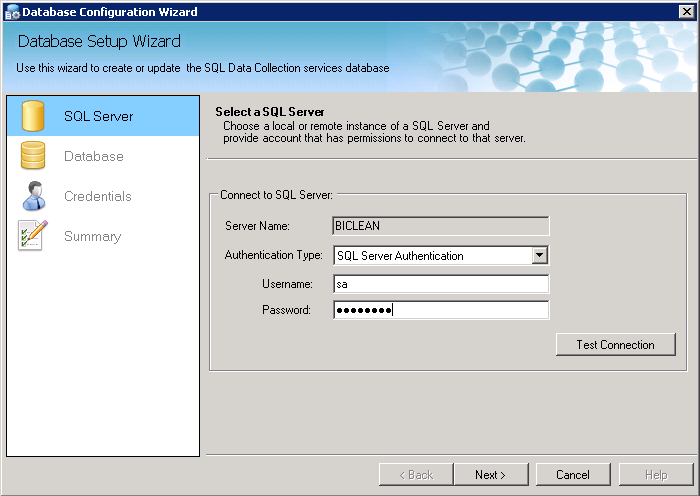 Database Configuration Wizard
Database Setup Wizard
Use this wizard to create or update the SQL Data Collection services database
SQL Server
Database
Credentials
Summary
Select a SQL Server
Choose a local or remote instance of a SQL Server and
provide account that has permissions to connect to that server.
Connect to SQL Server:
Server Name: BICLEAN
Authentication Type: SQL Server Authentication
Username: sa
Password: ●●●●●●●●
Test Connection
< Back Next > Cancel Help